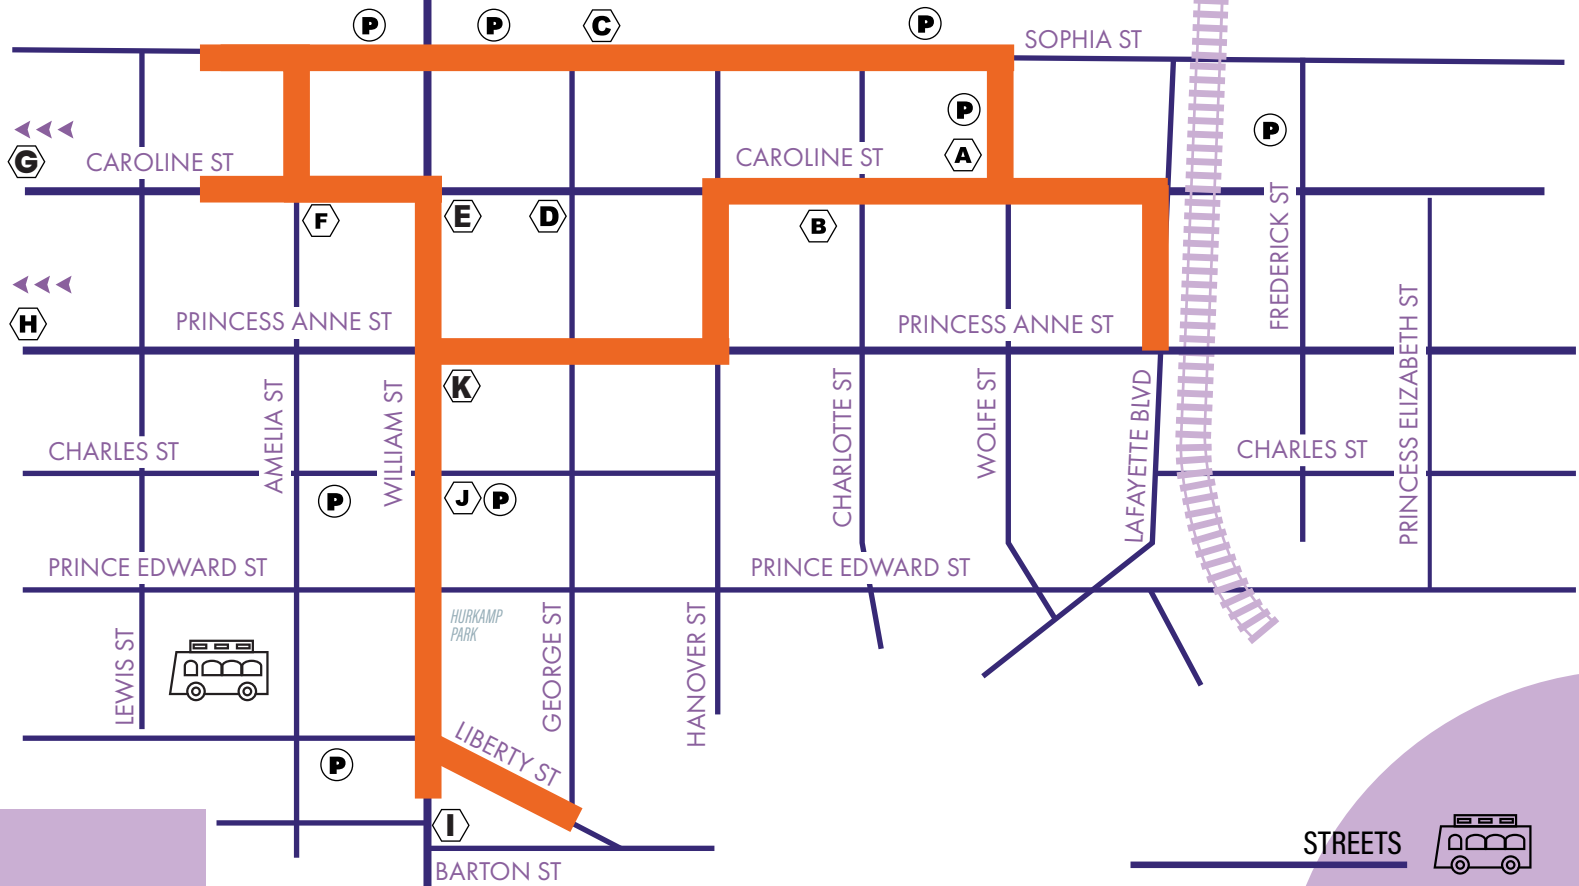 P
P
C
P
SOPHIA ST
P
P
G
CAROLINE ST
CAROLINE ST
A
F
E
D
B
FREDERICK ST
H
PRINCESS ANNE ST
PRINCESS ANNE ST
PRINCESS ELIZABETH ST
K
AMELIA ST
WILLIAM ST
CHARLOTTE ST
WOLFE ST
LAFAYETTE BLVD
CHARLES ST
CHARLES ST
P
J
P
PRINCE EDWARD ST
PRINCE EDWARD ST
HURKAMP
PARK
LEWIS ST
GEORGE ST
HANOVER ST
LIBERTY ST
P
I
STREETS
BARTON ST